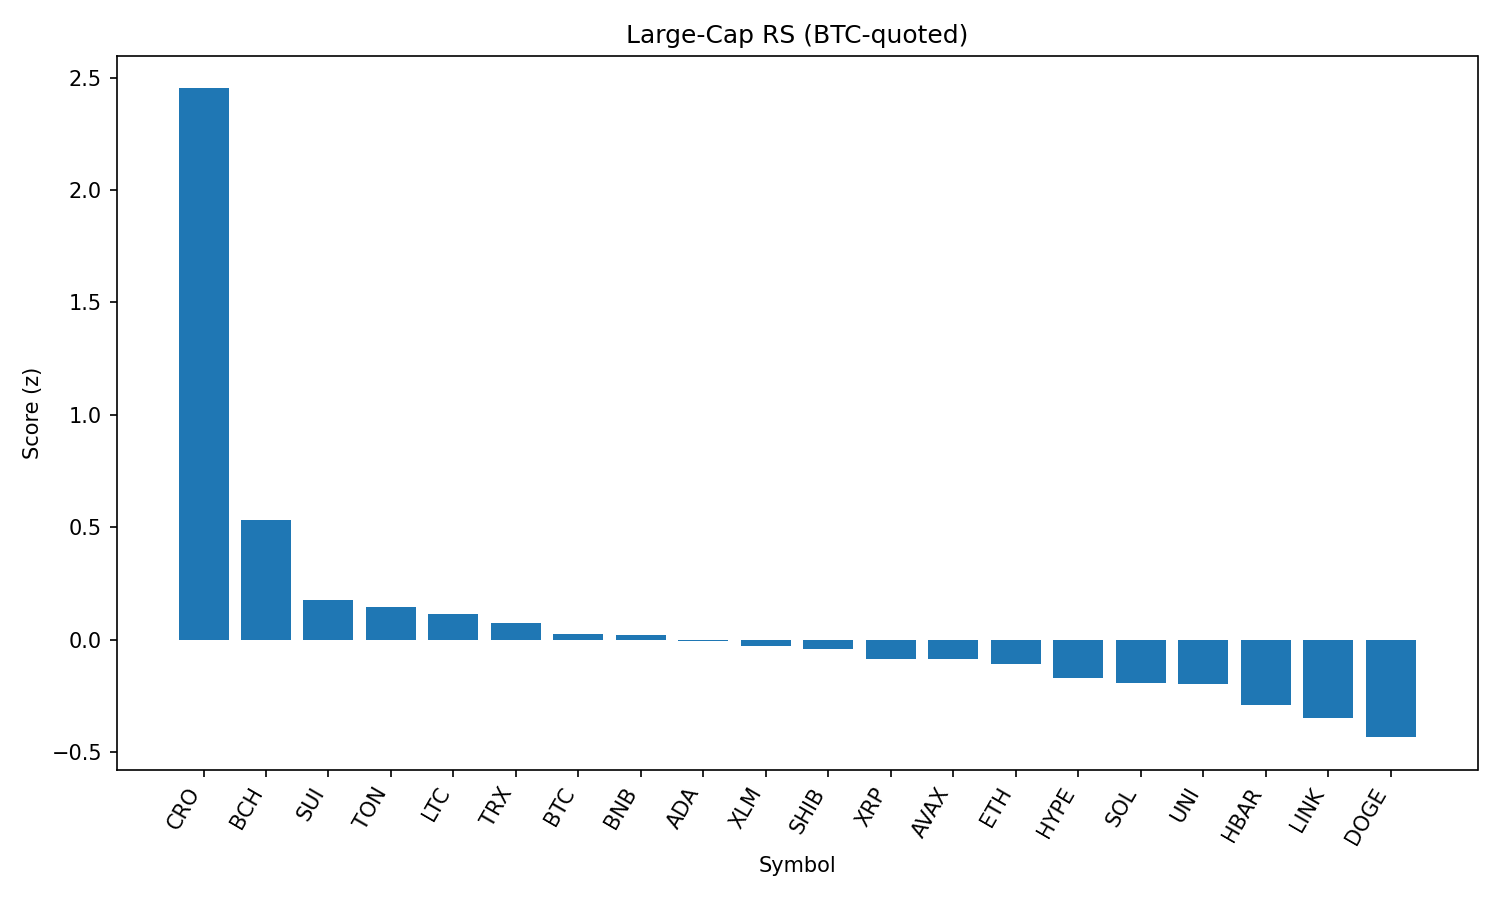 Large-Cap RS (BTC-quoted)
Score (z)
2.5
2.0
1.5
1.0
0.5
0.0
−0.5
CRO
BCH
SUI
TON
LTC
TRX
BTC
BNB
ADA
XLM
SHIB
XRP
AVAX
ETH
HYPE
SOL
UNI
HBAR
LINK
DOGE
Symbol